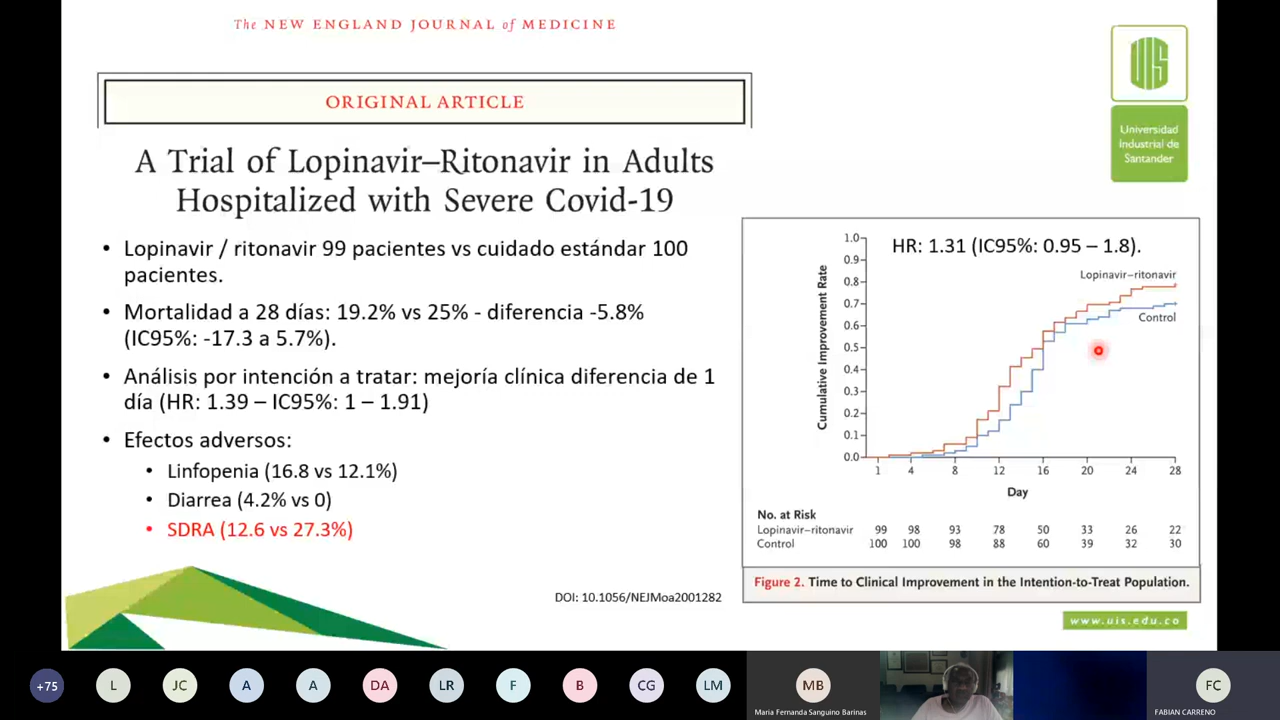 The NEW ENGLAND JOURNAL of MEDICINE
ORIGINAL ARTICLE
A Trial of Lopinavir–Ritonavir in Adults
Hospitalized with Severe Covid-19
UIS
Universidad
Industrial de
Santander
• Lopinavir / ritonavir 99 pacientes vs cuidado estándar 100
pacientes.
• Mortalidad a 28 días: 19.2% vs 25% - diferencia -5.8%
(IC95%: -17.3 a 5.7%).
• Análisis por intención a tratar: mejoría clínica diferencia de 1
día (HR: 1.39 – IC95%: 1 – 1.91)
• Efectos adversos:
• Linfopenia (16.8 vs 12.1%)
• Diarrea (4.2% vs 0)
• SDRA (12.6 vs 27.3%)
DOI: 10.1056/NEJMoa2001282
HR: 1.31 (IC95%: 0.95 – 1.8).
Cumulative Improvement Rate
1.0
0.9
0.8
0.7
0.6
0.5
0.4
0.3
0.2
0.1
0.0
Lopinavir–ritonavir
Control
1 4 8 12 16 20 24 28
Day
No. at Risk
Lopinavir–ritonavir 99 98 93 78 50 33 26 22
Control 100 100 98 88 60 39 32 30
Figure 2. Time to Clinical Improvement in the Intention-to-Treat Population.
www.uis.edu.co
+75 L JC A A DA LR F B CG LM MB FC
Maria Fernanda Sanguino Barinas
FABIAN CARRENO